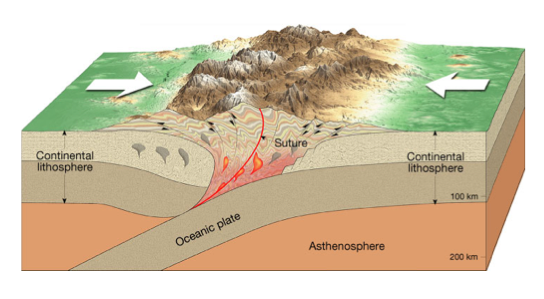 Suture
Continental
lithosphere
Continental
lithosphere
100 km
Oceanic plate
Asthenosphere
200 km